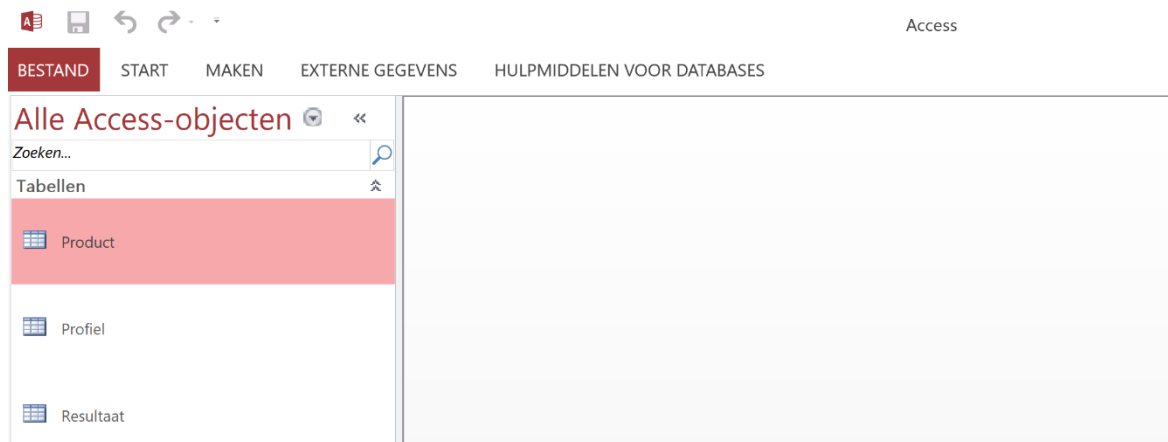 Access
BESTAND START MAKEN EXTERNE GEGEVENS HULPMIDDELEN VOOR DATABASES
Alle Access-objecten
Zoeken...
Tabellen
Product
Profiel
Resultaat